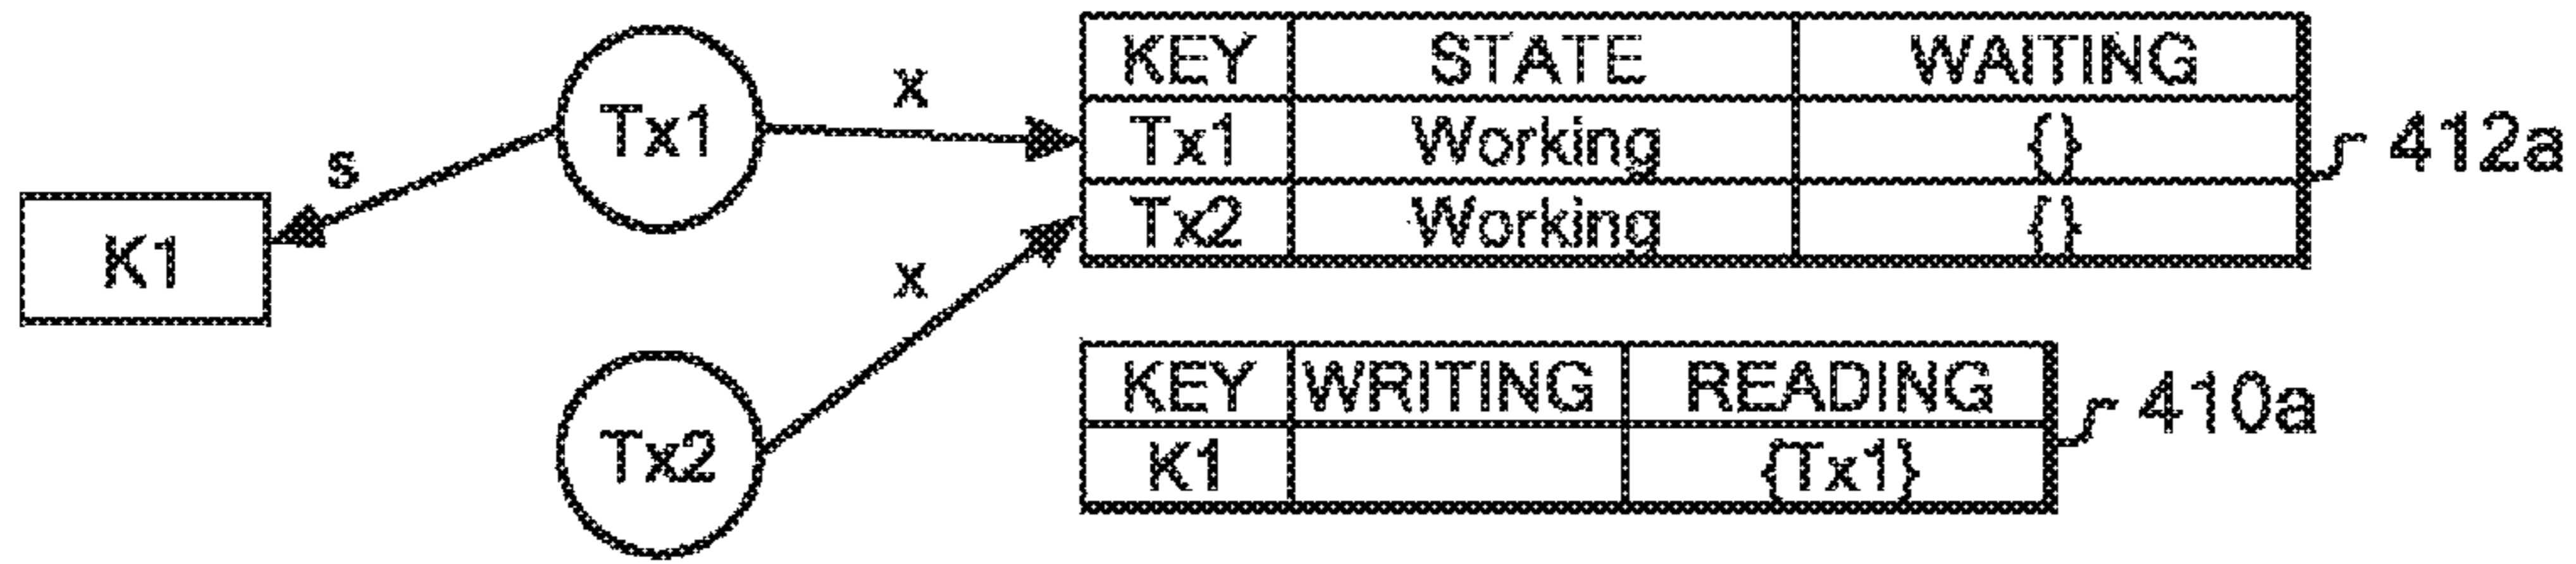 KEY STATE WAITING
Tx1 Working {}
Tx2 Working {}
412a
Tx1
x
s
K1
x
Tx2
KEY WRITING READING
K1 {Tx1}
410a